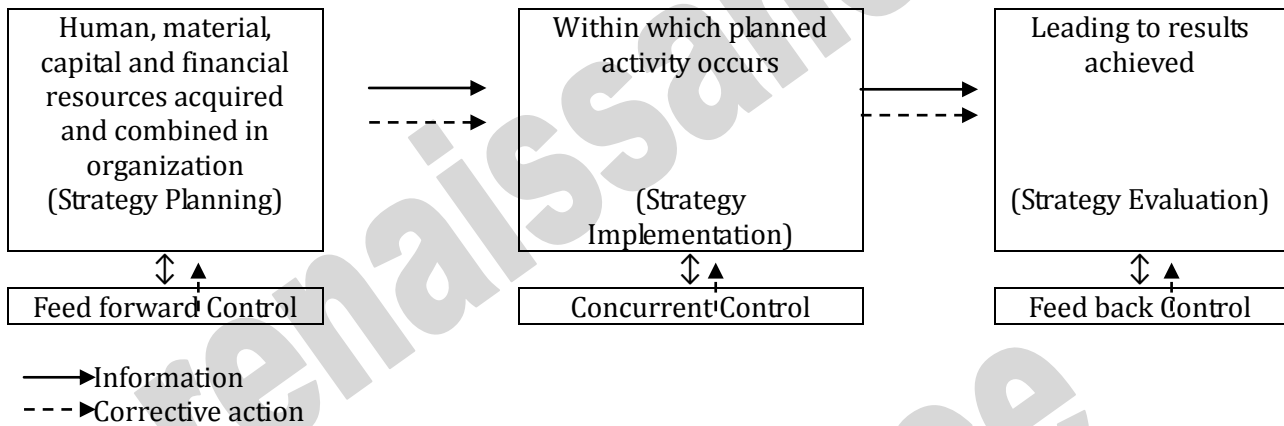 Human, material,
capital and financial
resources acquired
and combined in
organization
(Strategy Planning)
Within which planned
activity occurs
(Strategy
Implementation)
Leading to results
achieved
(Strategy Evaluation)
Feed forward Control
Concurrent Control
Feed back Control
Information
Corrective action
renaissance